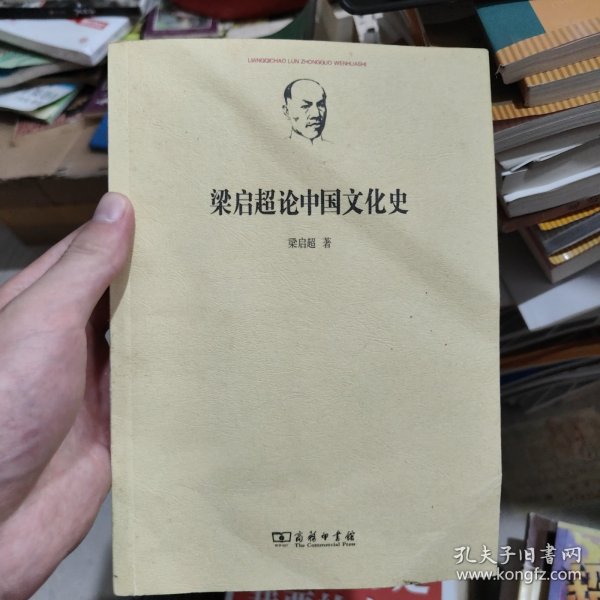 LIANGQICHAO LUN ZHONGGUO WENHUASHI
梁启超论中国文化史
梁启超 著
商务印书馆
The Commercial Press
孔夫子旧书网
www.kongfz.com